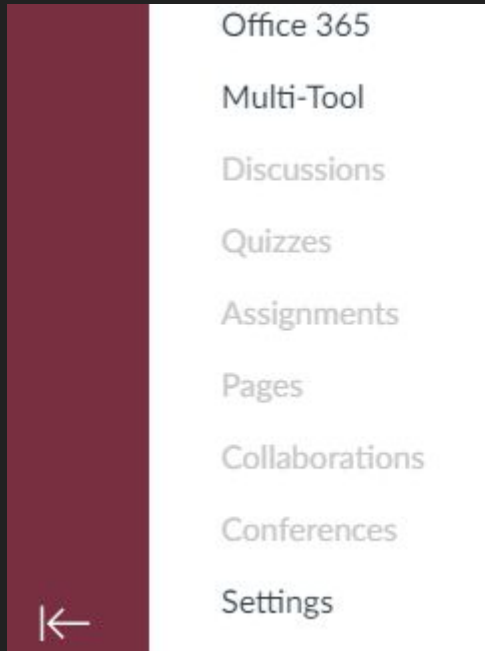 Office 365
Multi-Tool
Discussions
Quizzes
Assignments
Pages
Collaborations
Conferences
Settings